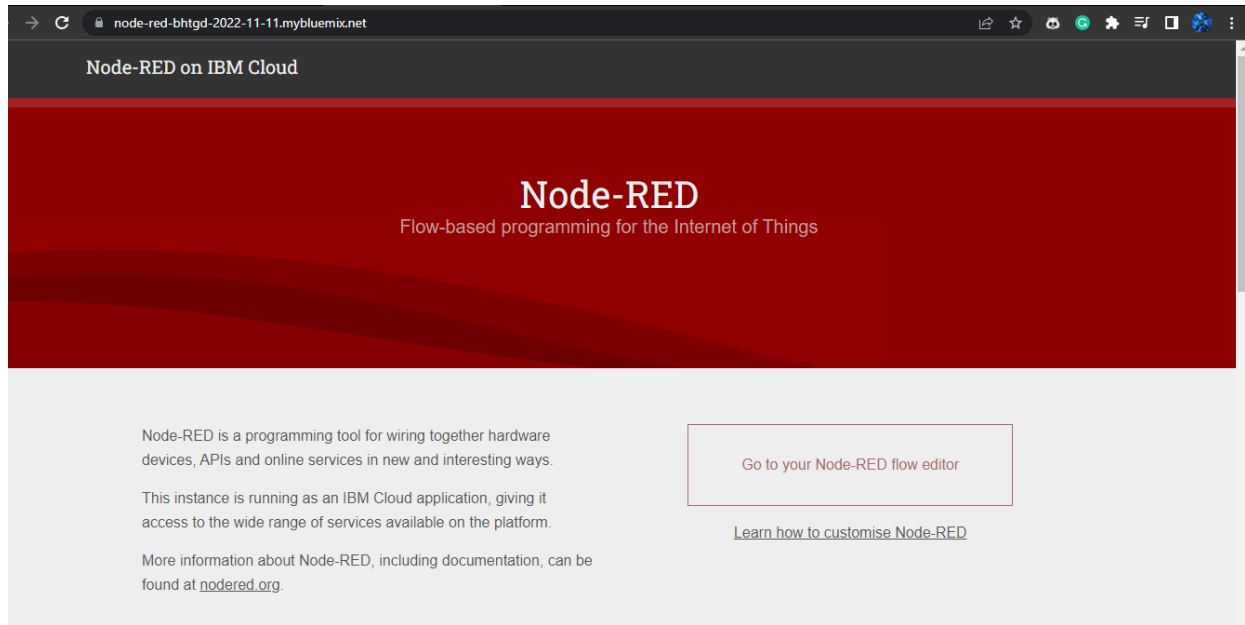 node-red-bhtgd-2022-11-11.mybluemix.net
Node-RED on IBM Cloud
Node-RED
Flow-based programming for the Internet of Things
Node-RED is a programming tool for wiring together hardware
devices, APIs and online services in new and interesting ways.
This instance is running as an IBM Cloud application, giving it
access to the wide range of services available on the platform.
More information about Node-RED, including documentation, can be
found at nodered.org.
Go to your Node-RED flow editor
Learn how to customise Node-RED